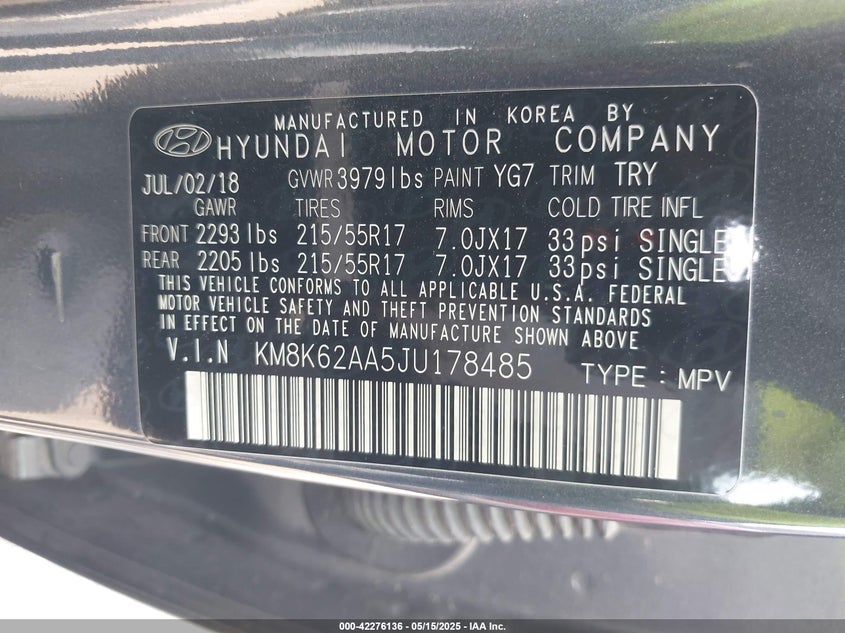 MANUFACTURED IN KOREA BY
HYUNDAI MOTOR COMPANY
JUL/02/18 GVWR 3979lbs PAINT YG7 TRIM TRY
GAWR TIRES RIMS COLD TIRE INFL
FRONT 2293 lbs 215/55R17 7.0JX17 33psi SINGLE
REAR 2205 lbs 215/55R17 7.0JX17 33psi SINGLE
THIS VEHICLE CONFORMS TO ALL APPLICABLE U.S.A. FEDERAL
MOTOR VEHICLE SAFETY AND THEFT PREVENTION STANDARDS
IN EFFECT ON THE DATE OF MANUFACTURE SHOWN ABOVE
V.I.N KM8K62AA5JU178485 TYPE : MPV
000-42276136 - 05/15/2025 - IAA Inc.